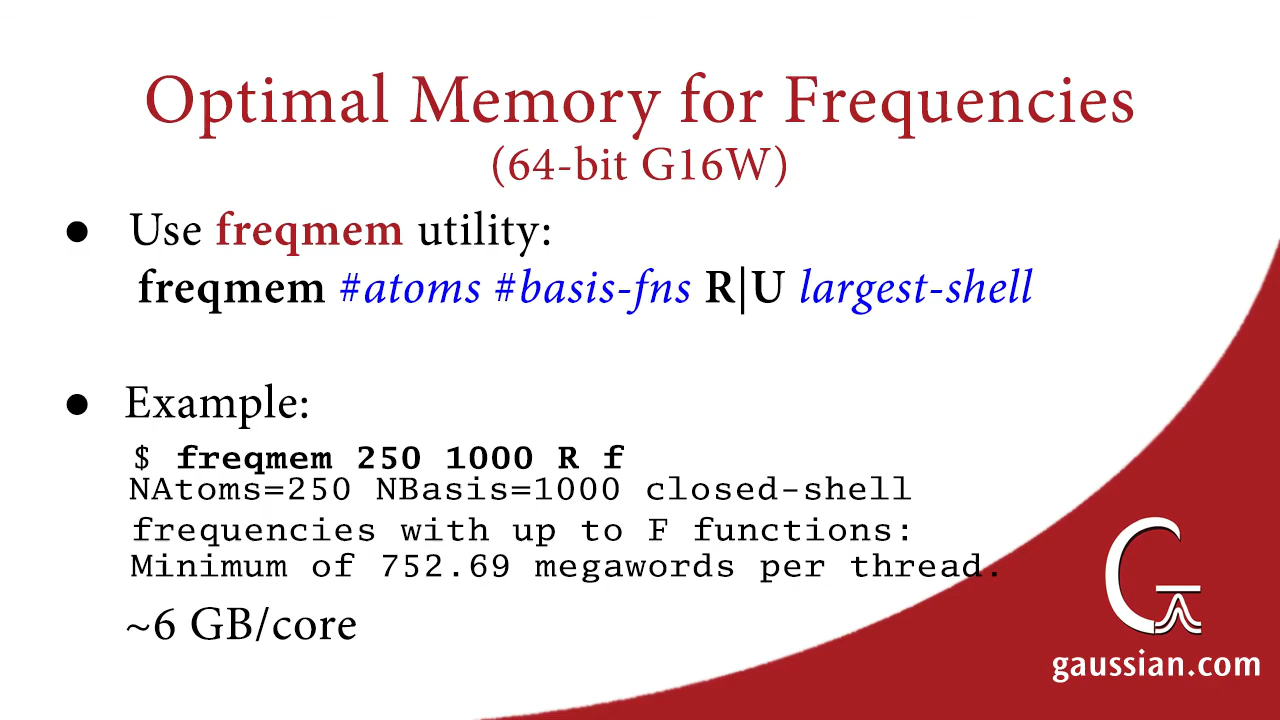 Optimal Memory for Frequencies
(64-bit G16W)
● Use freqmem utility:
freqmem #atoms #basis-fns R|U largest-shell
● Example:
$ freqmem 250 1000 R f
NAtoms=250 NBasis=1000 closed-shell
frequencies with up to F functions:
Minimum of 752.69 megawords per thread.
~6 GB/core
G
gaussian.com